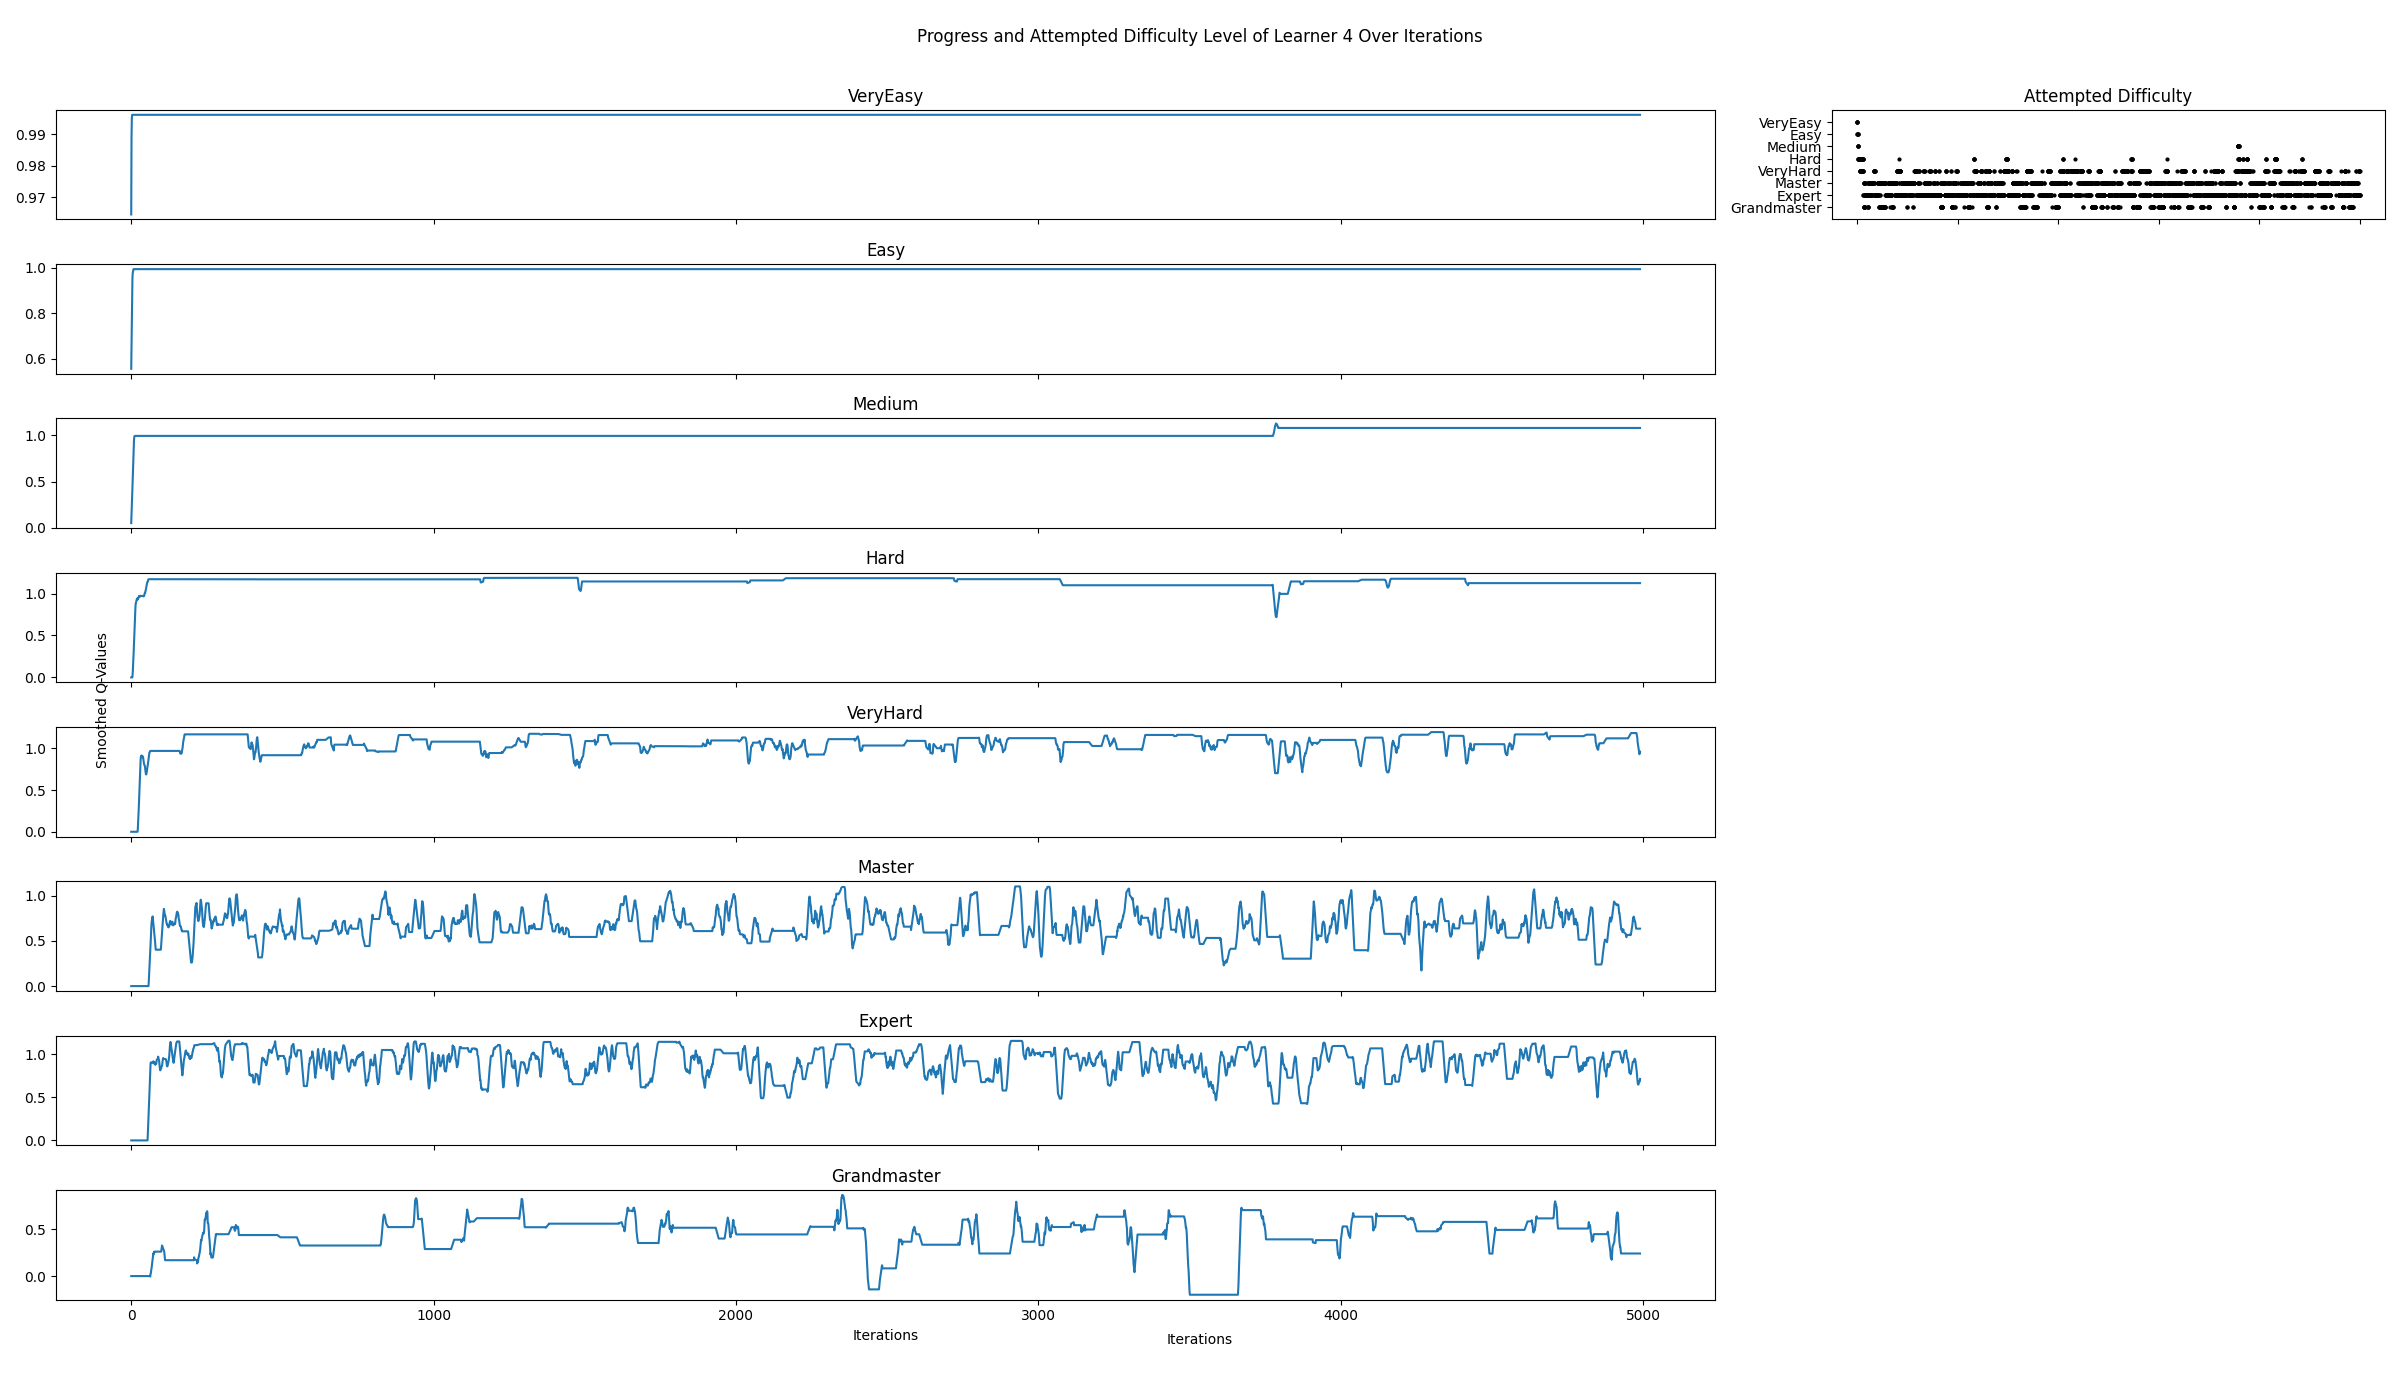 Progress and Attempted Difficulty Level of Learner 4 Over Iterations
VeryEasy
0.99
0.98
0.97
Attempted Difficulty
VeryEasy
Easy
Medium
Hard
VeryHard
Master
Expert
Grandmaster
Easy
1.0
0.8
0.6
Medium
1.0
0.5
0.0
Hard
1.0
0.5
0.0
Smoothed Q-Values
VeryHard
1.0
0.5
0.0
Master
1.0
0.5
0.0
Expert
1.0
0.5
0.0
Grandmaster
0.5
0.0
0 1000 2000 3000 4000 5000
Iterations
Iterations